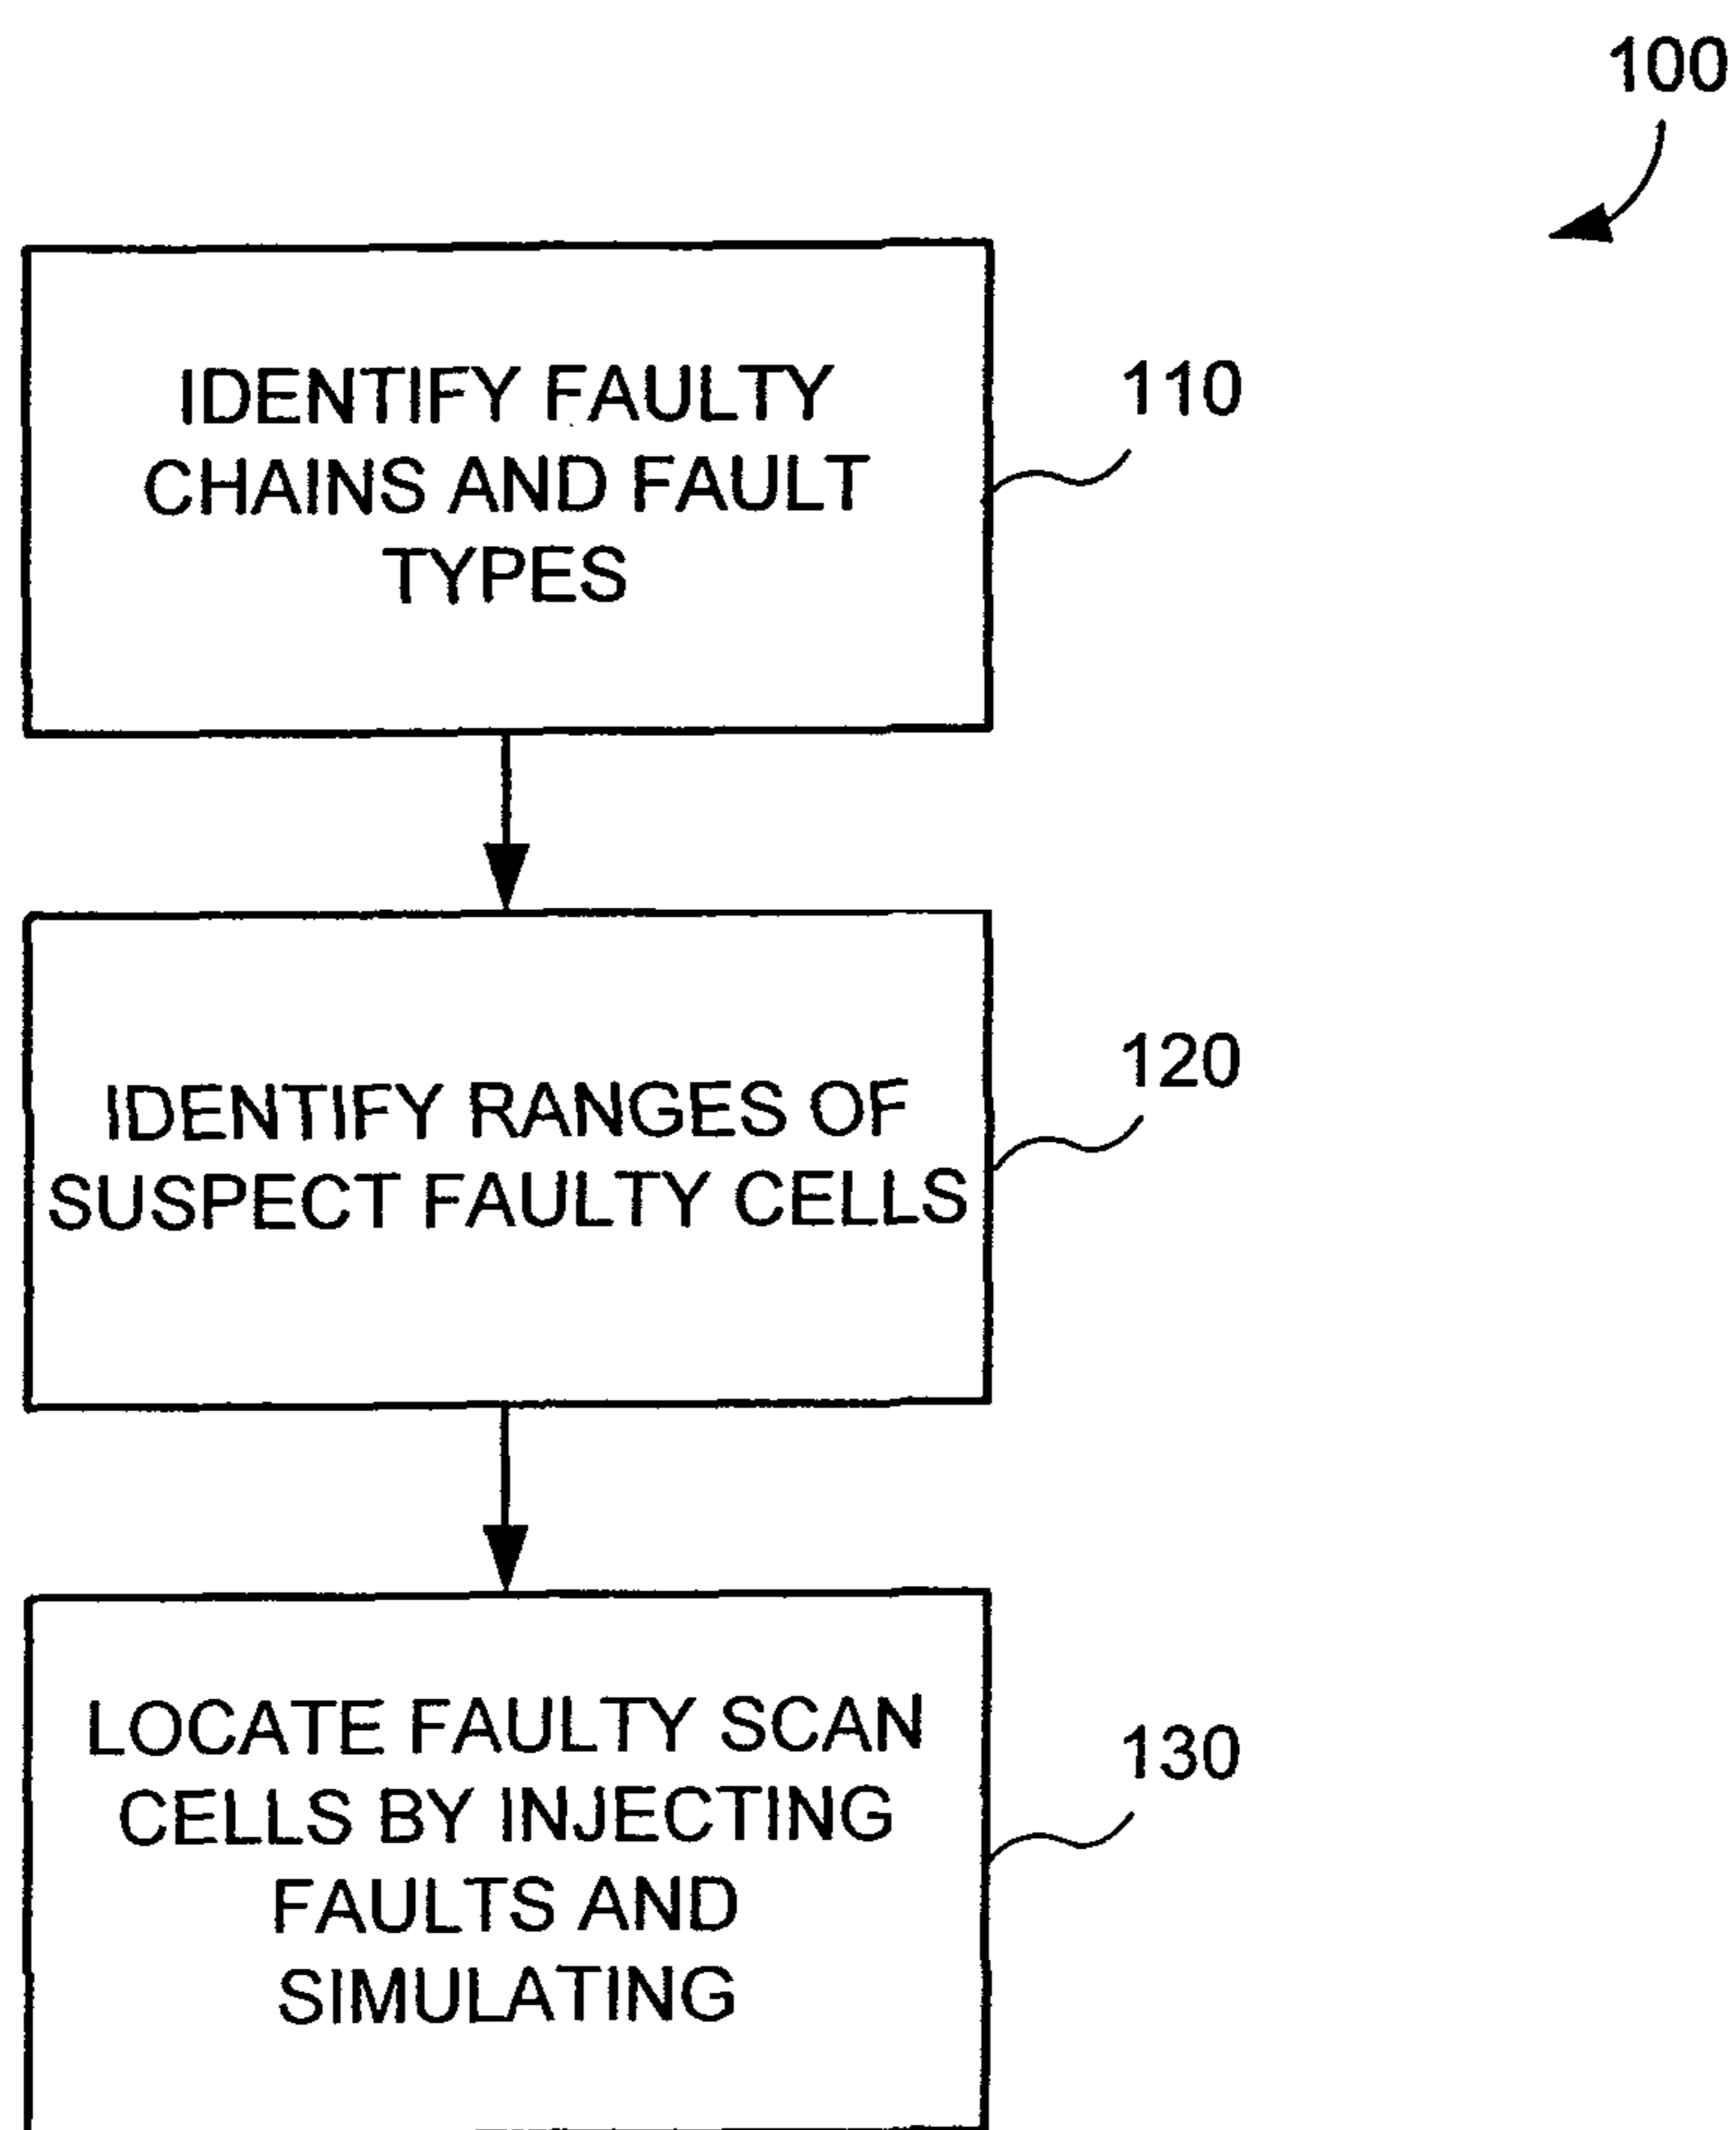 100
IDENTIFY FAULTY
CHAINS AND FAULT
TYPES
110
IDENTIFY RANGES OF
SUSPECT FAULTY CELLS
120
LOCATE FAULTY SCAN
CELLS BY INJECTING
FAULTS AND
SIMULATING
130